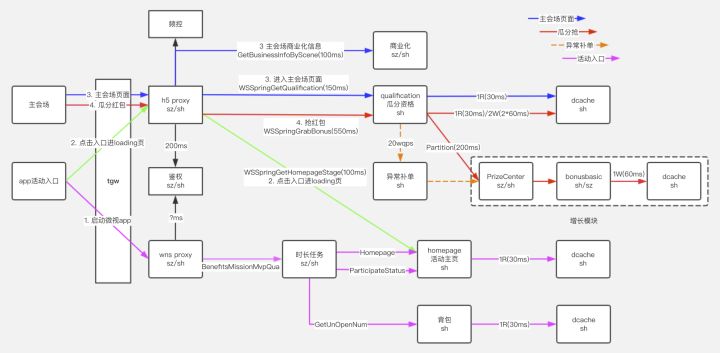 频控
主会场页面
瓜分抢
异常补单
活动入口
3 主会场商业化信息
GetBusinessInfoByScene(100ms)
商业化
sh/sz
主会场
3. 主会场页面
4. 瓜分红包
h5 proxy
sz/sh
3. 进入主会场页面
WSSpringGetQualification(150ms)
qualification
瓜分资格
sh
1R(30ms)
1R(30ms)/2W(2*60ms)
dcache
sh
4. 抢红包
WSSpringGrabBonus(550ms)
2. 点击入口进loading页
200ms
20wqps
Partition(200ms)
app活动入口
tgw
鉴权
sz/sh
WSSpringGetHomepageStage(100ms)
2. 点击入口进loading页
异常补单
sh
PrizeCenter
sz/sh
bonusbasic
sh/sz
1W(60ms)
dcache
sh
1. 启动微视app
?ms
增长模块
wns proxy
sz/sh
BenefitsMissionMvpQua
时长任务
sz/sh
Homepage
ParticipateStatus
homepage
活动主页
sh
1R(30ms)
dcache
sh
GetUnOpenNum
背包
sh
1R(30ms)
dcache
sh